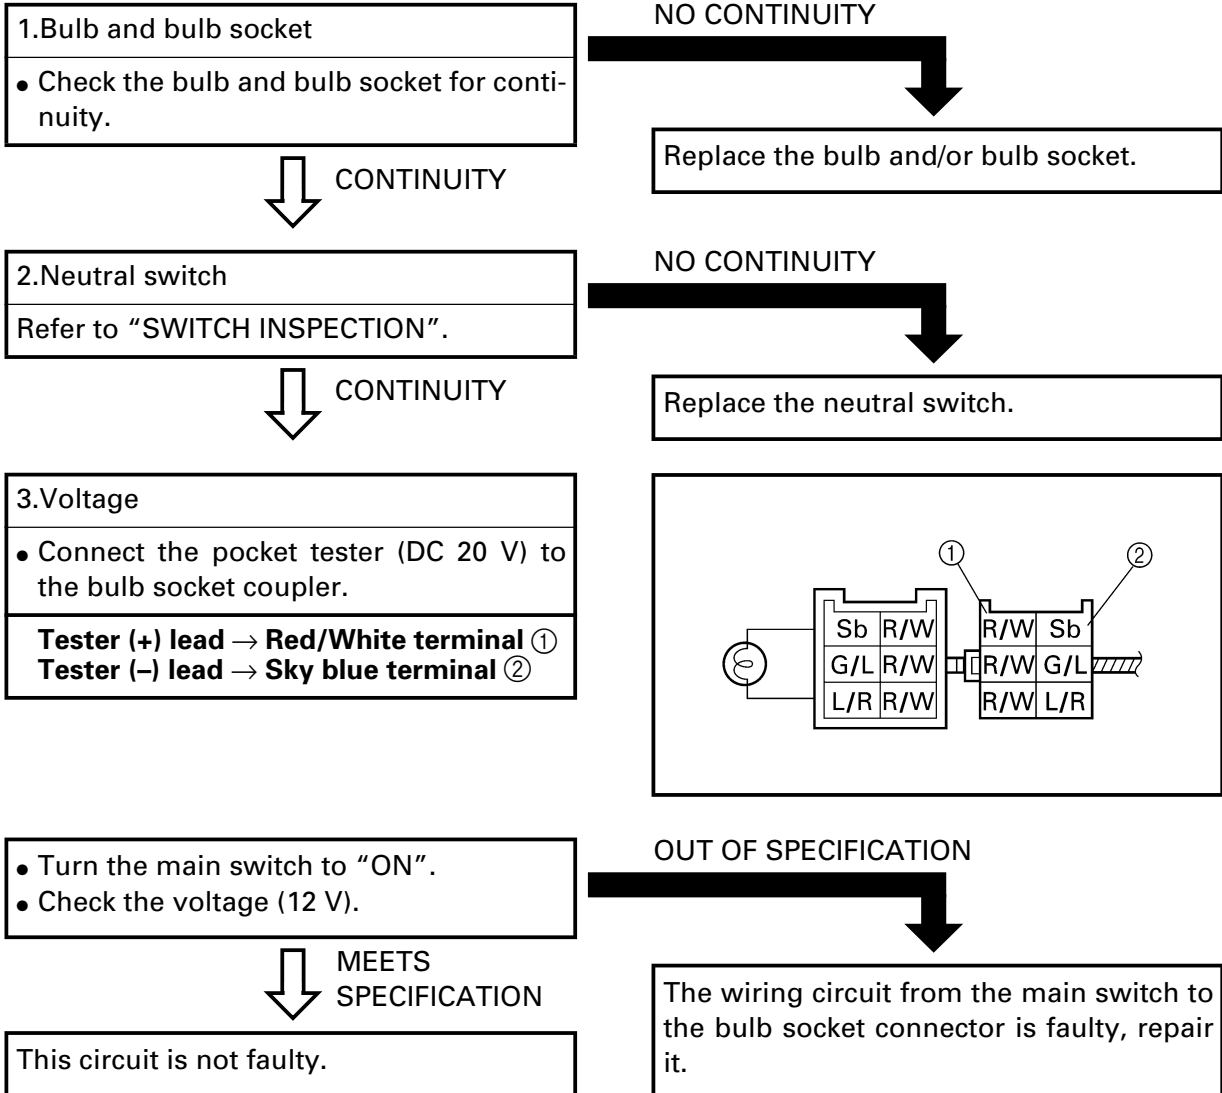 1.Bulb and bulb socket
• Check the bulb and bulb socket for conti-
nuity.
NO CONTINUITY
Replace the bulb and/or bulb socket.
CONTINUITY
2.Neutral switch
Refer to “SWITCH INSPECTION”.
NO CONTINUITY
Replace the neutral switch.
CONTINUITY
3.Voltage
• Connect the pocket tester (DC 20 V) to
the bulb socket coupler.
Tester (+) lead → Red/White terminal ①
Tester (–) lead → Sky blue terminal ②
① ②
Sb R/W R/W Sb
G/L R/W R/W G/L
L/R R/W R/W L/R
• Turn the main switch to “ON”.
• Check the voltage (12 V).
OUT OF SPECIFICATION
The wiring circuit from the main switch to
the bulb socket connector is faulty, repair
it.
MEETS
SPECIFICATION
This circuit is not faulty.